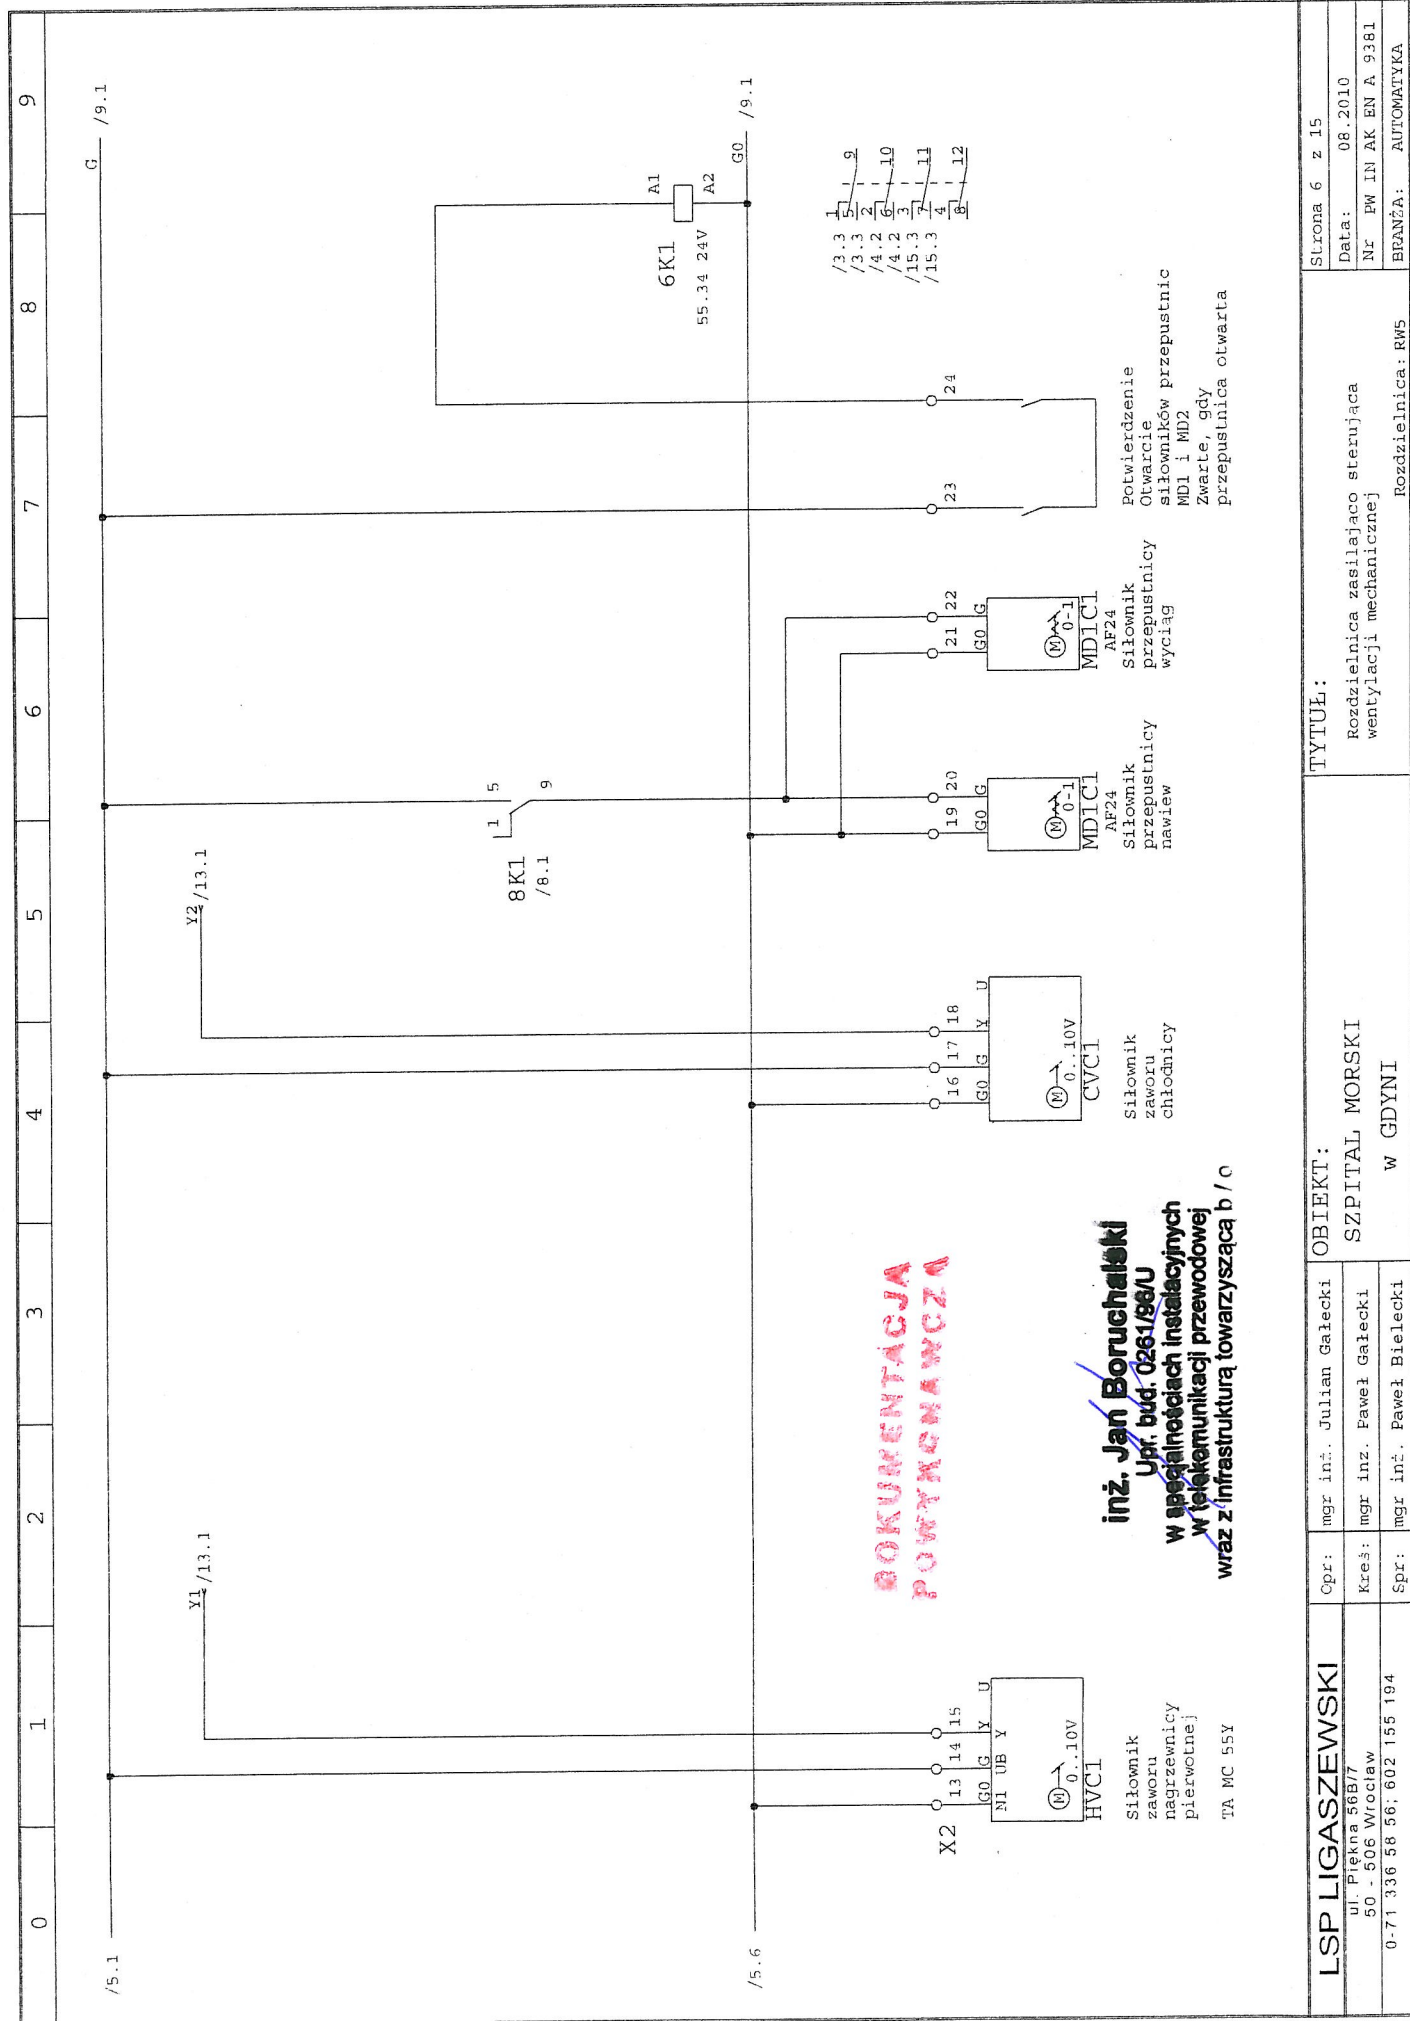 0 1 2 3 4 5 6 7 8 9
/5.1
G /9.1
Y1 /13.1
Y2 /13.1
8K1
/8.1
1 5
9
6K1
55.34 24V
A1
A2
/5.6
G0 /9.1
/3.3 1
/3.3 5 9
/4.2 2
/4.2 6 10
/15.3 3
/15.3 7 11
4
8 12
X2
13 14 15
G0 G Y U
N1 UB Y
M 0..10V
HVC1
Siłownik
zaworu
nagrzewnicy
pierwotnej
TA MC 55Y
16 17 18
G0 G Y U
M 0..10V
CVC1
Siłownik
zaworu
chłodnicy
19 20
G0 G
M 0-1
MD1C1
AF24
Siłownik
przepustnicy
nawiew
21 22
G0 G
M 0-1
MD1C1
AF24
Siłownik
przepustnicy
wyciąg
23 24
Potwierdzenie
Otwarcie
siłowników przepustnic
MD1 i MD2
Zwarte, gdy
przepustnica otwarta
DOKUMENTACJA
POWYKONAWCZA
inż. Jan Boruchalski
Upr. bud. 0261/96/U
w specjalnościach instalacyjnych
w telekomunikacji przewodowej
wraz z infrastrukturą towarzyszącą b / o
LSP LIGASZEWSKI
ul. Piękna 56B/7
50 - 506 Wrocław
0-71 336 58 56; 602 155 194
Opr: mgr inż. Julian Gałecki
Kreś: mgr inz. Paweł Gałecki
Spr: mgr inż. Paweł Bielecki
OBIEKT:
SZPITAL MORSKI
W GDYNI
TYTUŁ:
Rozdzielnica zasilajaco sterująca
wentylacji mechanicznej
Rozdzielnica: RW5
Strona 6 z 15
Data: 08.2010
Nr PW IN AK EN A 9381
BRANŻA: AUTOMATYKA